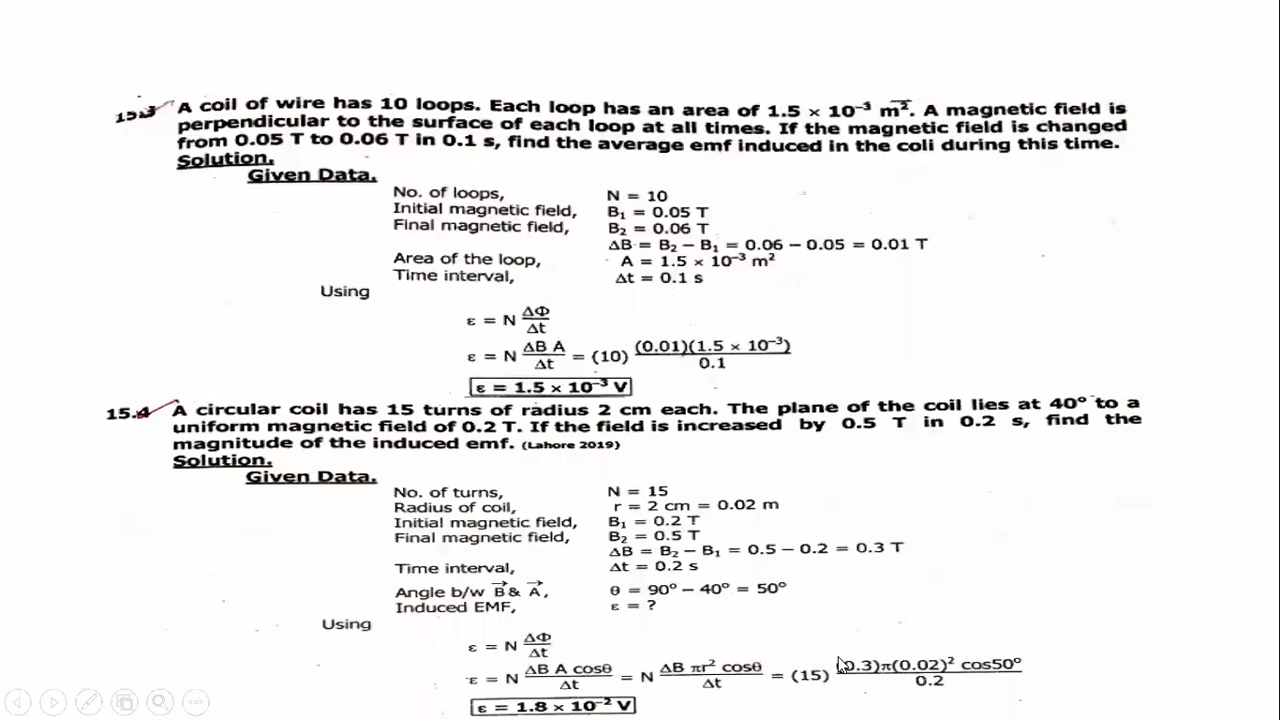 15.3 A coil of wire has 10 loops. Each loop has an area of 1.5 × 10⁻³ m². A magnetic field is
perpendicular to the surface of each loop at all times. If the magnetic field is changed
from 0.05 T to 0.06 T in 0.1 s, find the average emf induced in the coli during this time.
Solution.
Given Data.
No. of loops, N = 10
Initial magnetic field, B₁ = 0.05 T
Final magnetic field, B₂ = 0.06 T
ΔB = B₂ – B₁ = 0.06 – 0.05 = 0.01 T
Area of the loop, A = 1.5 × 10⁻³ m²
Time interval, Δt = 0.1 s
Using
ε = N ΔΦ/Δt
ε = N ΔB A/Δt = (10) (0.01)(1.5 × 10⁻³)/0.1
ε = 1.5 × 10⁻³ V
15.4 A circular coil has 15 turns of radius 2 cm each. The plane of the coil lies at 40° to a
uniform magnetic field of 0.2 T. If the field is increased by 0.5 T in 0.2 s, find the
magnitude of the induced emf. (Lahore 2019)
Solution.
Given Data.
No. of turns, N = 15
Radius of coil, r = 2 cm = 0.02 m
Initial magnetic field, B₁ = 0.2 T
Final magnetic field, B₂ = 0.5 T
ΔB = B₂ – B₁ = 0.5 – 0.2 = 0.3 T
Time interval, Δt = 0.2 s
Angle b/w B⃗ & A⃗, θ = 90° – 40° = 50°
Induced EMF, ε = ?
Using
ε = N ΔΦ/Δt
ε = N ΔB A cosθ/Δt = N ΔB πr² cosθ/Δt = (15) (0.3)π(0.02)² cos50°/0.2
ε = 1.8 × 10⁻² V